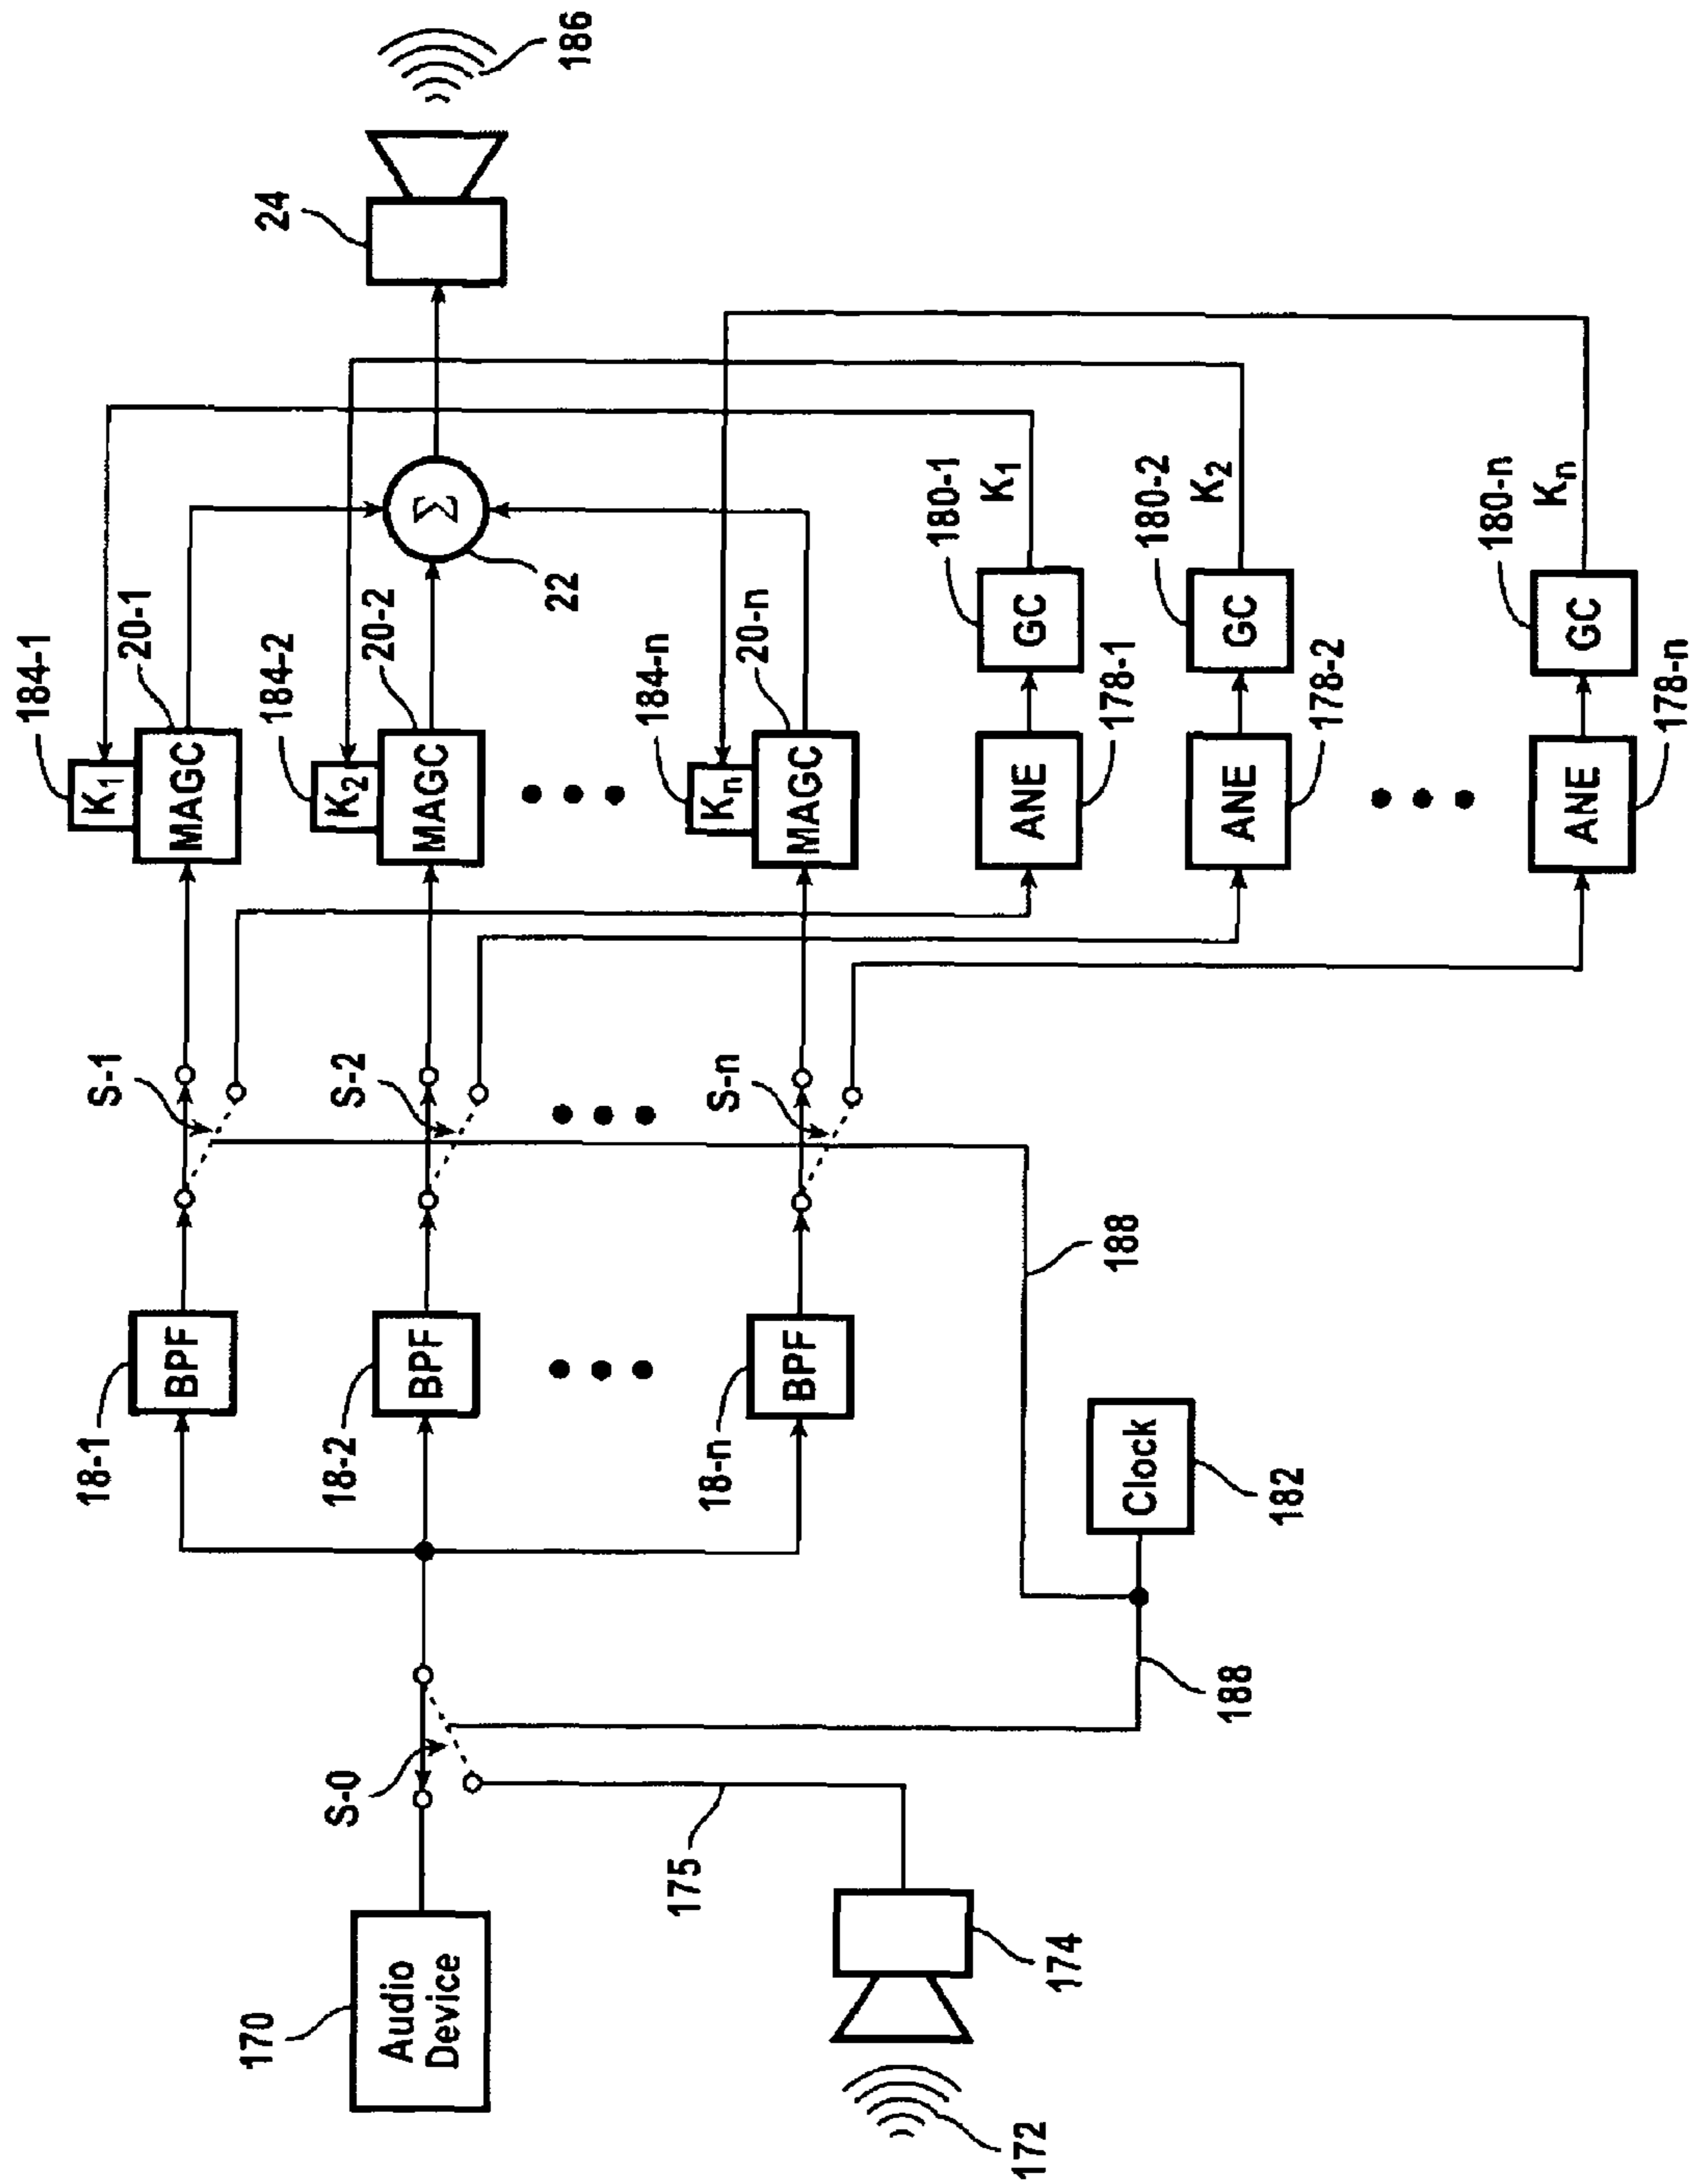 184-1
K1
20-1
MAGC
18-1
BPF
S-1
184-2
K2
20-2
MAGC
18-2
BPF
S-2
S-0
170
Audio
Device
Σ
22
24
186
184-n
Kn
20-n
MAGC
18-n
BPF
S-n
175
174
172
188
Clock
182
188
ANE
178-1
GC
180-1
K1
ANE
178-2
GC
180-2
K2
ANE
178-n
GC
180-n
Kn